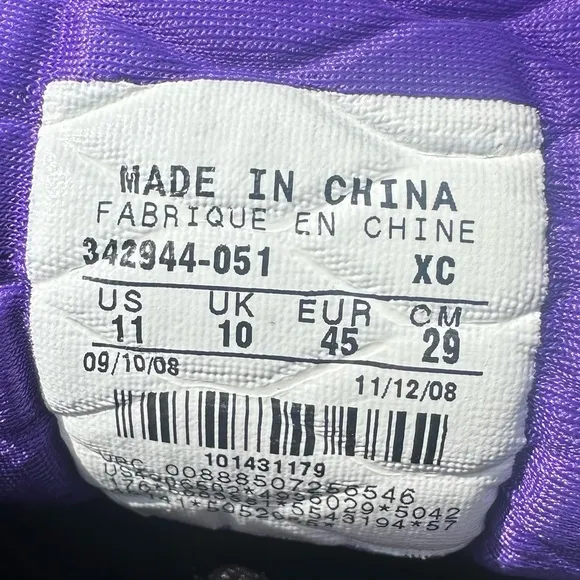 MADE IN CHINA
FABRIQUE EN CHINE
342944-051 XC
US UK EUR CM
11 10 45 29
09/10/08 11/12/08
101431179
UPC